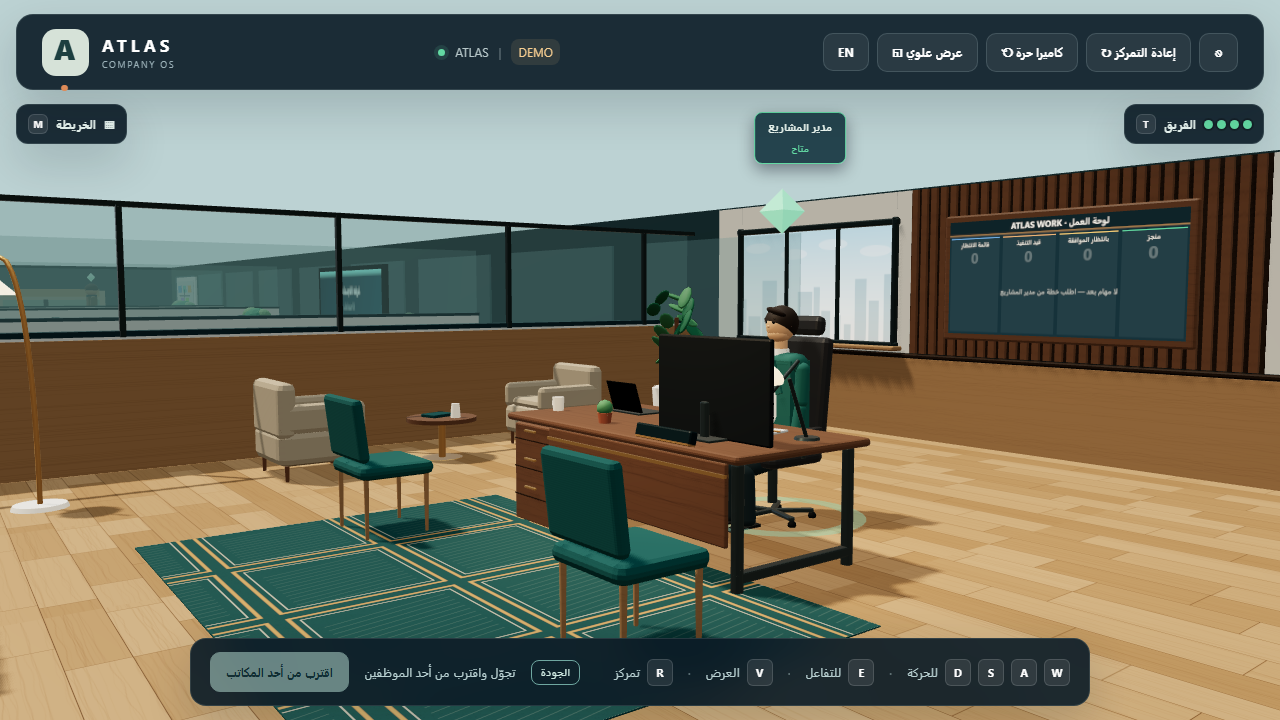 A
ATLAS
COMPANY OS
ATLAS | DEMO
EN
عرض علوي
كاميرا حرة
إعادة التمركز
الخريطة M
الفريق T
مدير المشاريع
متاح
لوحة العمل - ATLAS WORK
منجز
بانتظار الموافقة
قيد التنفيذ
قائمة الانتظار
0
0
0
0
لا مهام بعد — اطلب خطة من مدير المشاريع
W A S D للحركة · E للتفاعل · V العرض · R تمركز
الجودة
تجوّل واقترب من أحد الموظفين
اقترب من أحد المكاتب